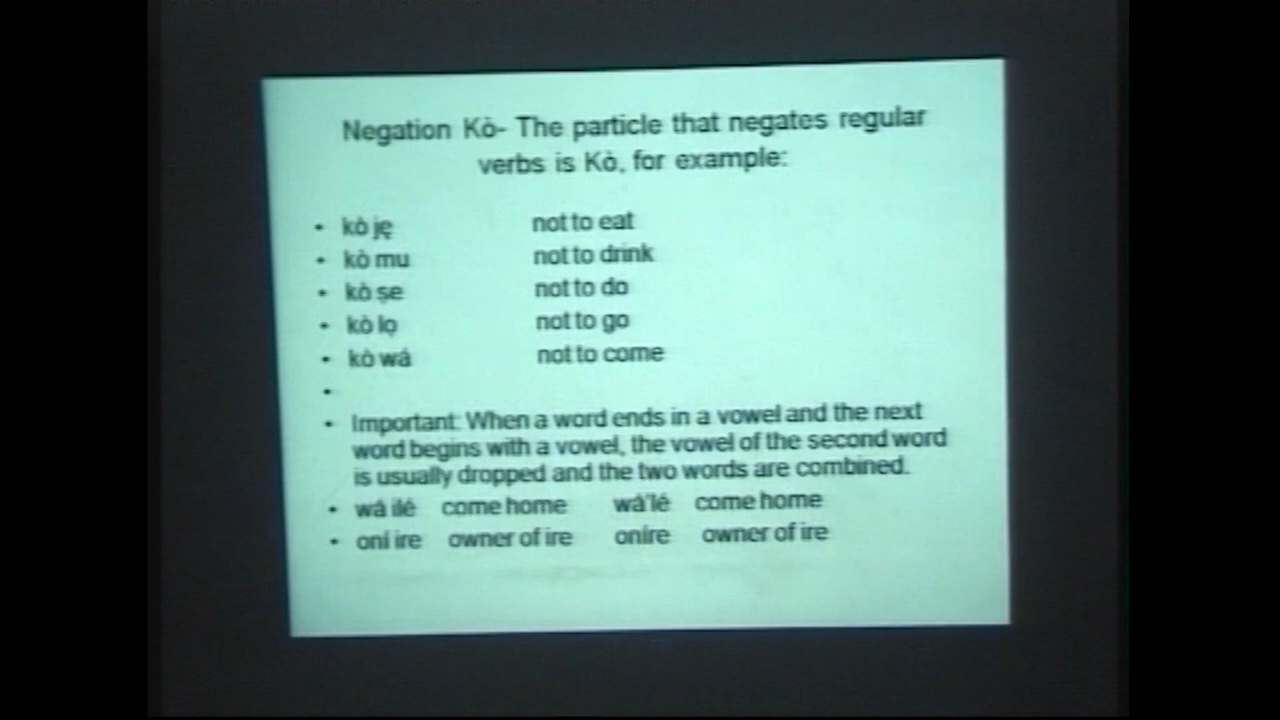 Negation Kò- The particle that negates regular
verbs is Kò, for example:
• kò jẹ not to eat
• kò mu not to drink
• kò ṣe not to do
• kò lọ not to go
• kò wá not to come
•
• Important: When a word ends in a vowel and the next
word begins with a vowel, the vowel of the second word
is usually dropped and the two words are combined.
• wá ilé come home wá'lé come home
• oní ire owner of ire oníre owner of ire